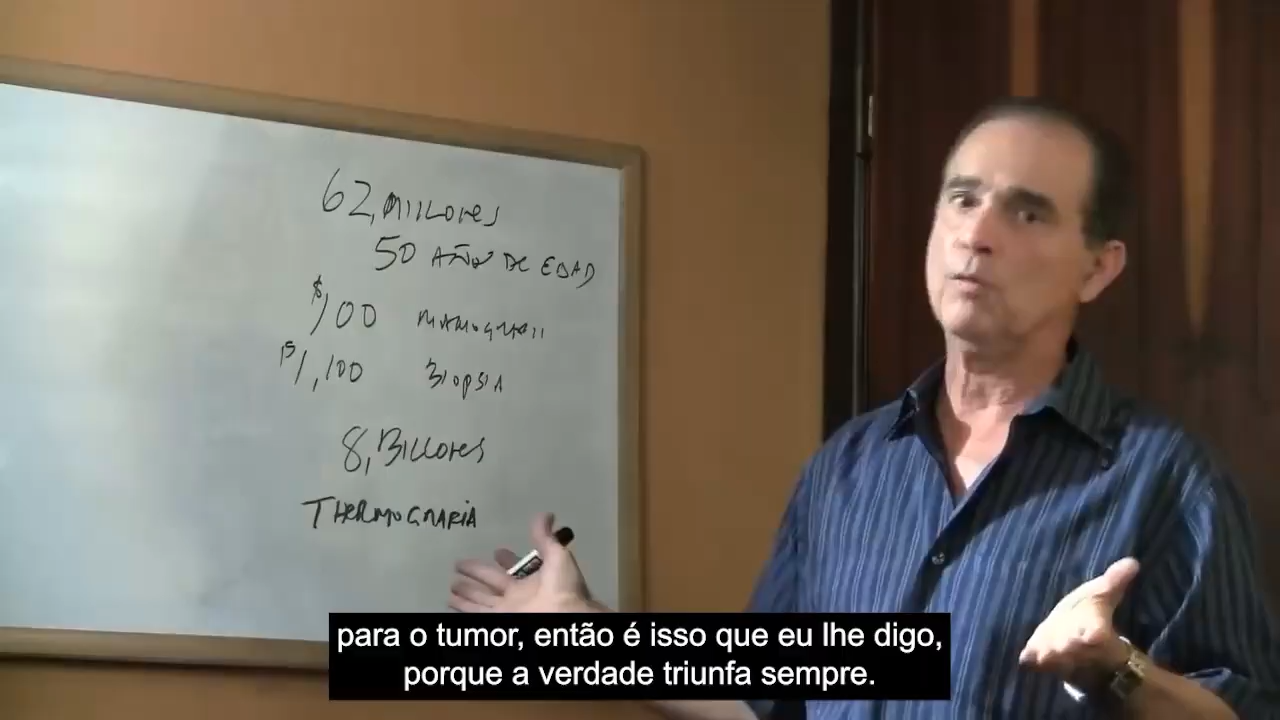 62, MILLONES
50 AÑOS DE EDAD
$100 MAMOGRAFI
$1,100 BIOPSIA
8, BILLONES
THERMOGRAFIA
para o tumor, então é isso que eu lhe digo,
porque a verdade triunfa sempre.